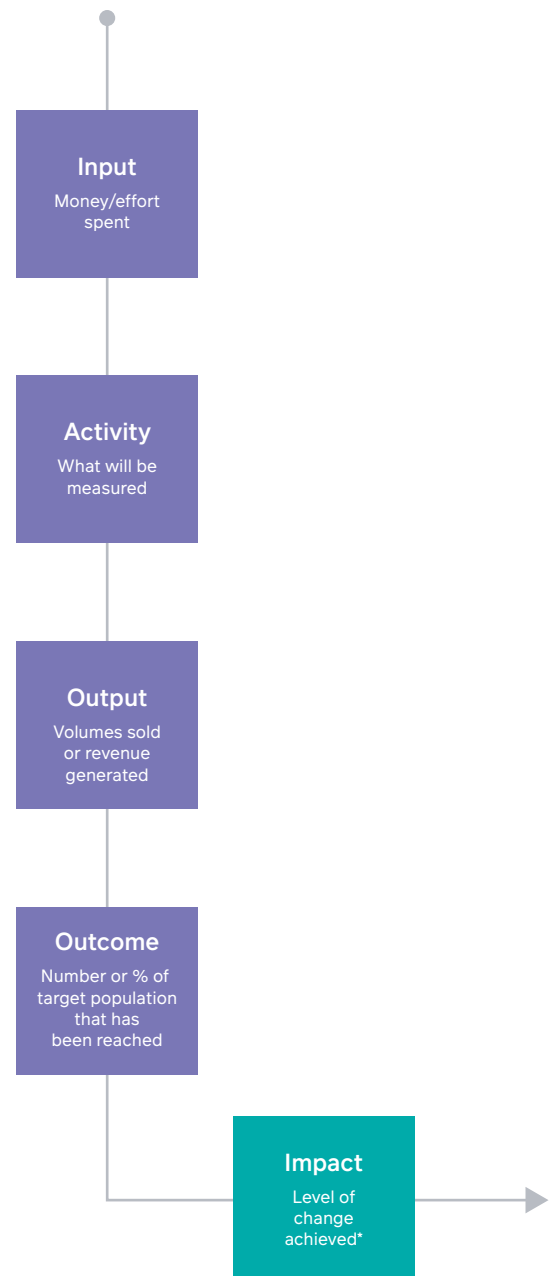 Input
Money/effort
spent
Activity
What will be
measured
Output
Volumes sold
or revenue
generated
Outcome
Number or % of
target population
that has
been reached
Impact
Level of
change
achieved*